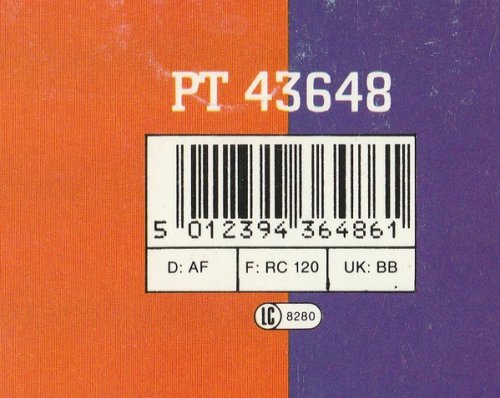 PT 43648
5 012394 364861
D: AF
F: RC 120
UK: BB
LC 8280